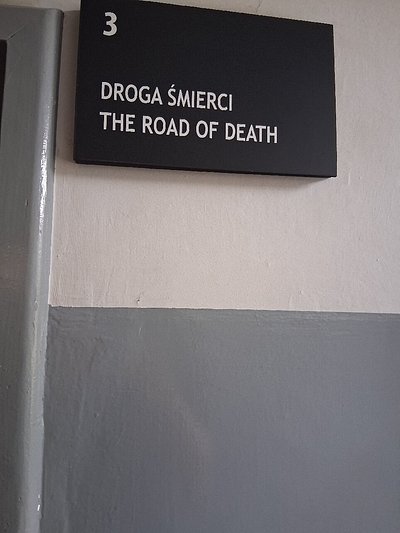 3
DROGA ŚMIERCI
THE ROAD OF DEATH